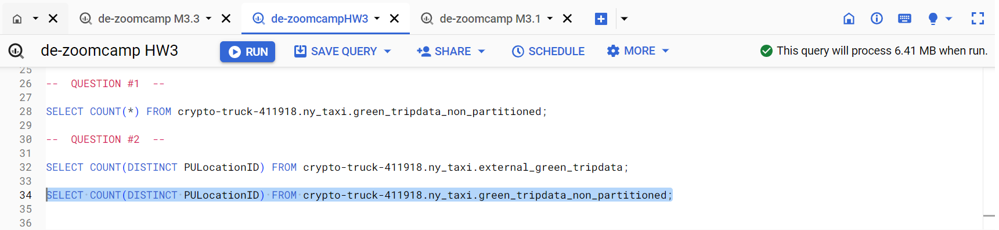 de-zoomcamp M3.3 de-zoomcampHW3 de-zoomcamp M3.1
de-zoomcamp HW3 RUN SAVE QUERY SHARE SCHEDULE MORE This query will process 6.41 MB when run.
25
26 -- QUESTION #1 --
27
28 SELECT COUNT(*) FROM crypto-truck-411918.ny_taxi.green_tripdata_non_partitioned;
29
30 -- QUESTION #2 --
31
32 SELECT COUNT(DISTINCT PULocationID) FROM crypto-truck-411918.ny_taxi.external_green_tripdata;
33
34 SELECT COUNT(DISTINCT PULocationID) FROM crypto-truck-411918.ny_taxi.green_tripdata_non_partitioned;
35
36